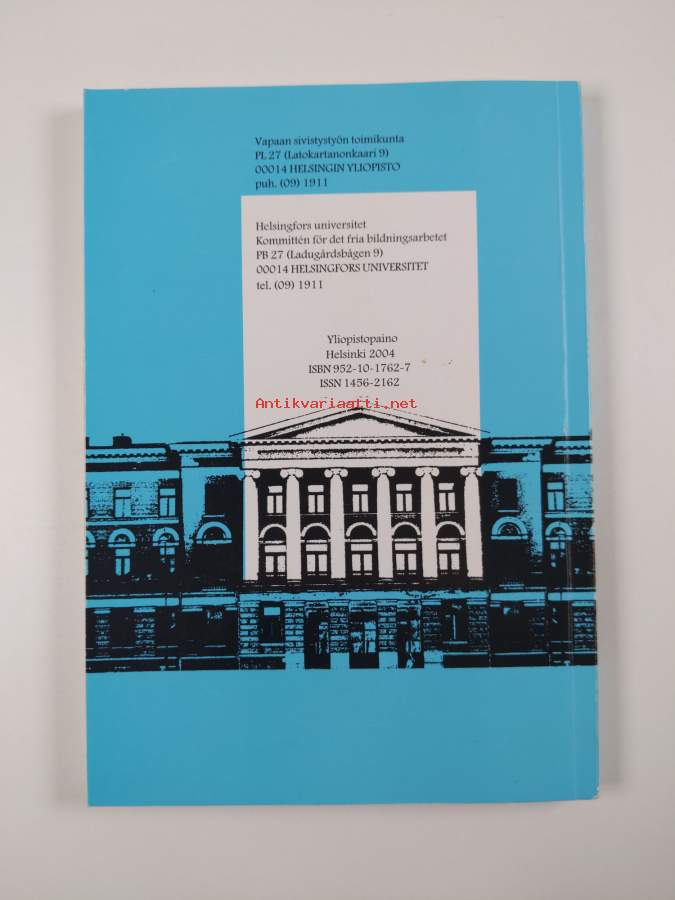 Vapaan sivistystyön toimikunta
PL 27 (Latokartanonkaari 9)
00014 HELSINGIN YLIOPISTO
puh. (09) 1911
Helsingfors universitet
Kommittén för det fria bildningsarbetet
PB 27 (Ladugårdsbågen 9)
00014 HELSINGFORS UNIVERSITET
tel. (09) 1911
Yliopistopaino
Helsinki 2004
ISBN 952-10-1762-7
ISSN 1456-2162
Antikvariaatti.net